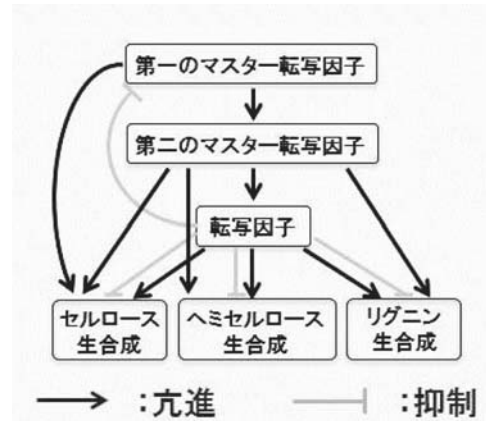 第一のマスター転写因子
第二のマスター転写因子
転写因子
セルロース
生合成
ヘミセルロース
生合成
リグニン
生合成
:亢進
:抑制